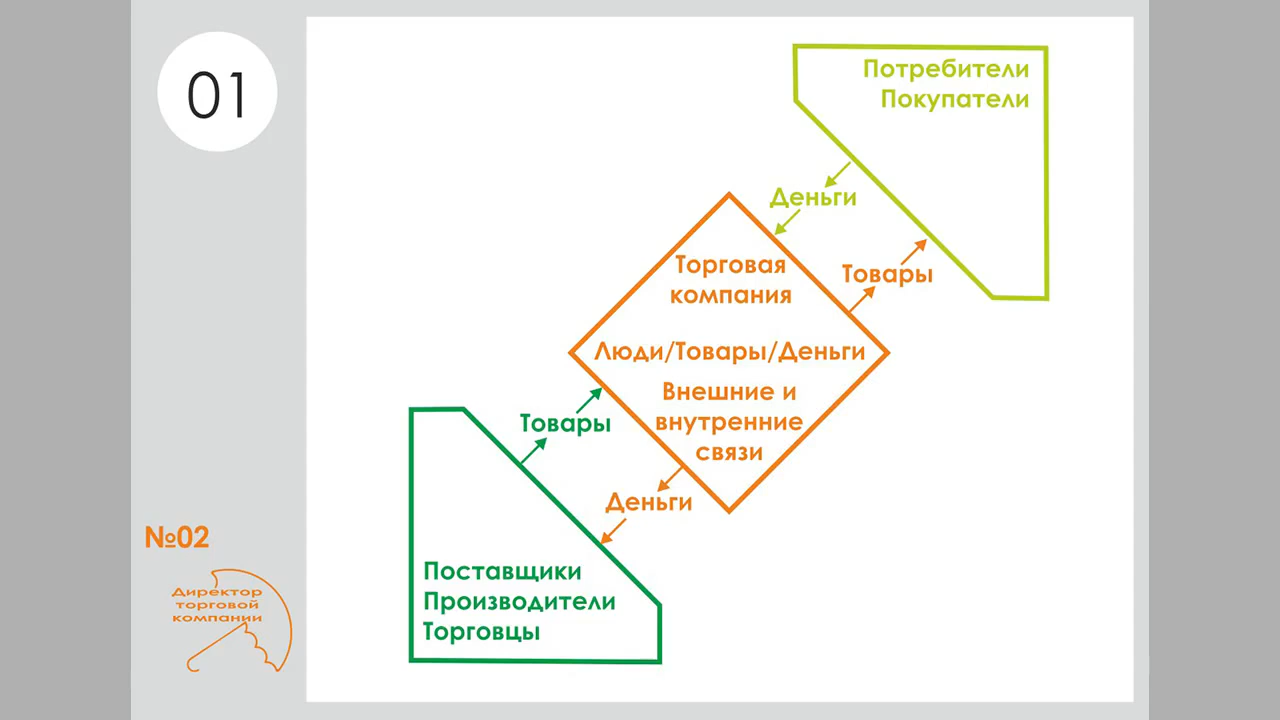 01
Потребители
Покупатели
Деньги
Товары
Торговая
компания
Люди/Товары/Деньги
Внешние и
внутренние
связи
Товары
Деньги
Поставщики
Производители
Торговцы
№02
Директор
торговой
компании